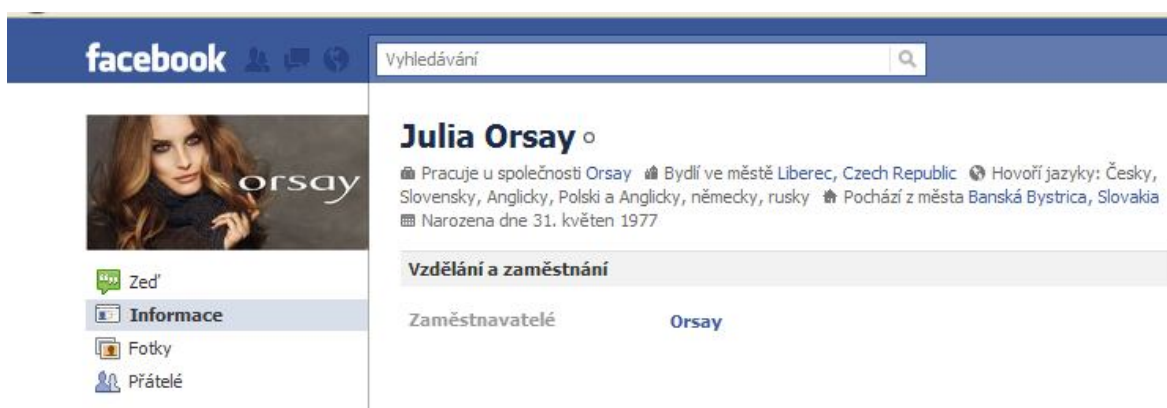 facebook
Vyhledávání
orsay
Julia Orsay
Pracuje u společnosti Orsay Bydlí ve městě Liberec, Czech Republic Hovoří jazyky: Česky,
Slovensky, Anglicky, Polski a Anglicky, německy, rusky Pochází z města Banská Bystrica, Slovakia
Narozena dne 31. květen 1977
Zeď
Informace
Fotky
Přátelé
Vzdělání a zaměstnání
Zaměstnavatelé Orsay